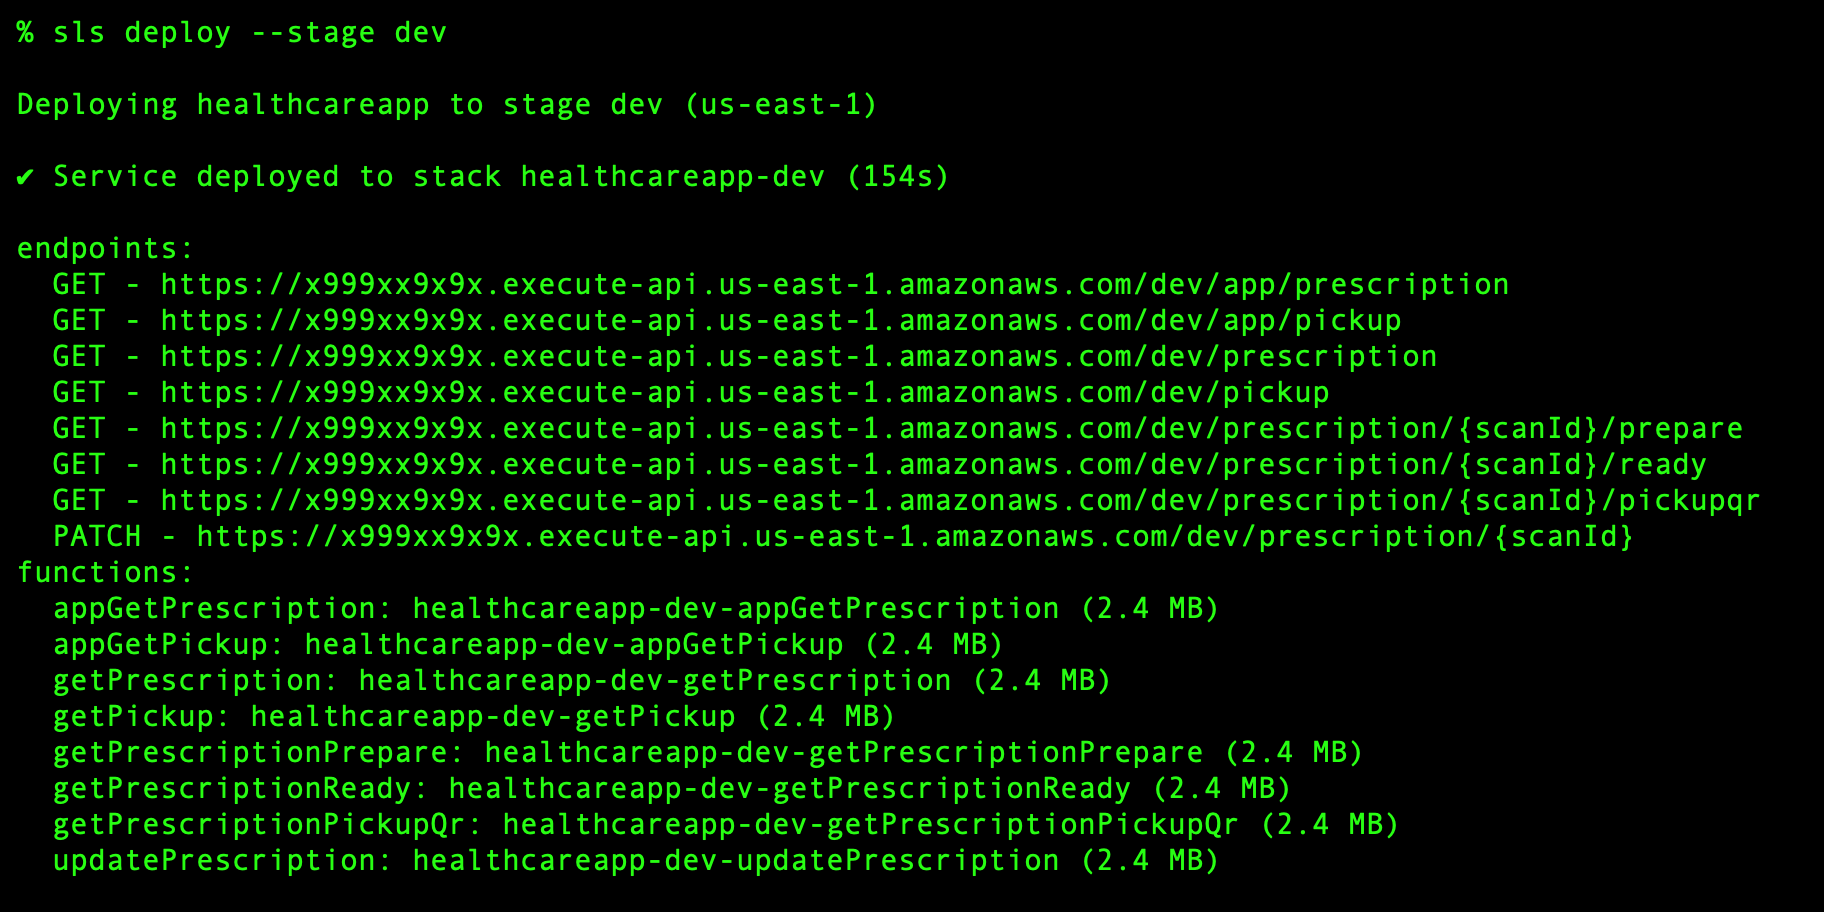 % sls deploy --stage dev
Deploying healthcareapp to stage dev (us-east-1)
✔ Service deployed to stack healthcareapp-dev (154s)
endpoints:
GET - https://x999xx9x9x.execute-api.us-east-1.amazonaws.com/dev/app/prescription
GET - https://x999xx9x9x.execute-api.us-east-1.amazonaws.com/dev/app/pickup
GET - https://x999xx9x9x.execute-api.us-east-1.amazonaws.com/dev/prescription
GET - https://x999xx9x9x.execute-api.us-east-1.amazonaws.com/dev/pickup
GET - https://x999xx9x9x.execute-api.us-east-1.amazonaws.com/dev/prescription/{scanId}/prepare
GET - https://x999xx9x9x.execute-api.us-east-1.amazonaws.com/dev/prescription/{scanId}/ready
GET - https://x999xx9x9x.execute-api.us-east-1.amazonaws.com/dev/prescription/{scanId}/pickupqr
PATCH - https://x999xx9x9x.execute-api.us-east-1.amazonaws.com/dev/prescription/{scanId}
functions:
appGetPrescription: healthcareapp-dev-appGetPrescription (2.4 MB)
appGetPickup: healthcareapp-dev-appGetPickup (2.4 MB)
getPrescription: healthcareapp-dev-getPrescription (2.4 MB)
getPickup: healthcareapp-dev-getPickup (2.4 MB)
getPrescriptionPrepare: healthcareapp-dev-getPrescriptionPrepare (2.4 MB)
getPrescriptionReady: healthcareapp-dev-getPrescriptionReady (2.4 MB)
getPrescriptionPickupQr: healthcareapp-dev-getPrescriptionPickupQr (2.4 MB)
updatePrescription: healthcareapp-dev-updatePrescription (2.4 MB)